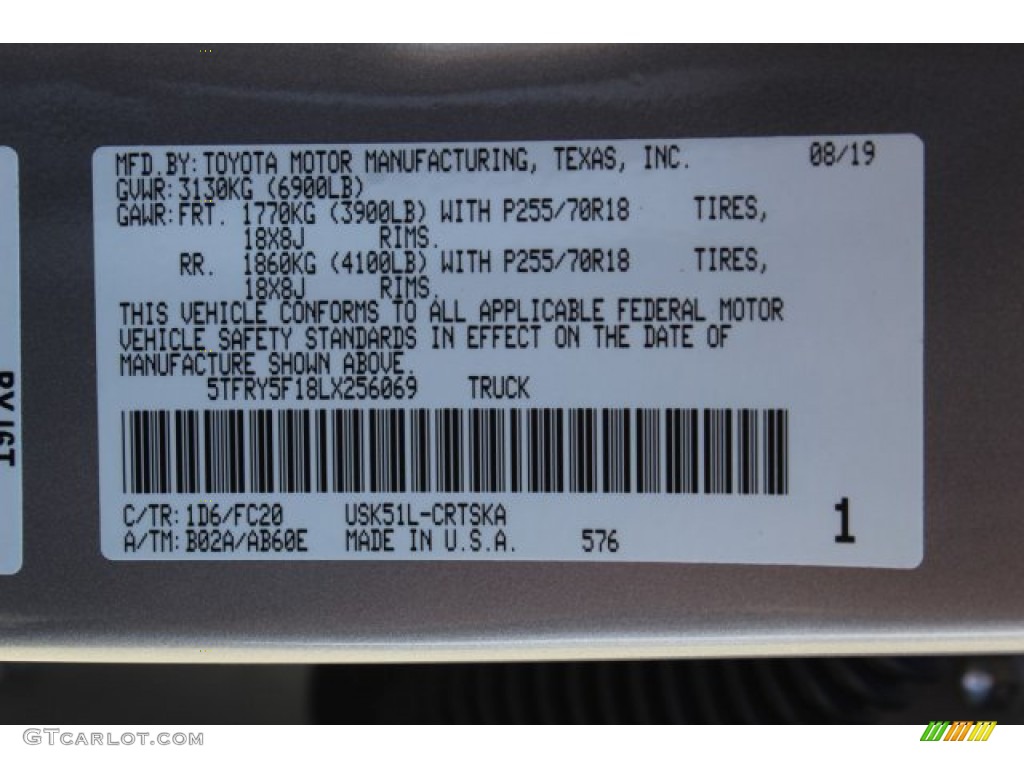 MFD.BY: TOYOTA MOTOR MANUFACTURING, TEXAS, INC. 08/19
GVWR: 3130KG (6900LB)
GAWR: FRT. 1770KG (3900LB) WITH P255/70R18 TIRES,
18X8J RIMS.
RR. 1860KG (4100LB) WITH P255/70R18 TIRES,
18X8J RIMS.
THIS VEHICLE CONFORMS TO ALL APPLICABLE FEDERAL MOTOR
VEHICLE SAFETY STANDARDS IN EFFECT ON THE DATE OF
MANUFACTURE SHOWN ABOVE.
5TFRY5F18LX256069 TRUCK
C/TR: 1D6/FC20 USK51L-CRTSKA
A/TM: B02A/AB60E MADE IN U.S.A. 576
1
GTCARLOT.COM